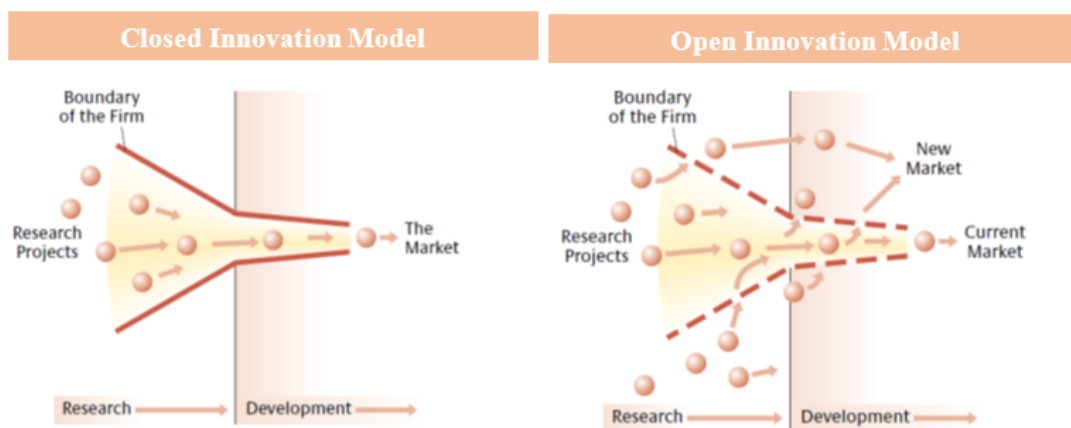 Closed Innovation Model
Boundary
of the Firm
Research
Projects
The
Market
Research
Development
Open Innovation Model
Boundary
of the Firm
New
Market
Research
Projects
Current
Market
Research
Development